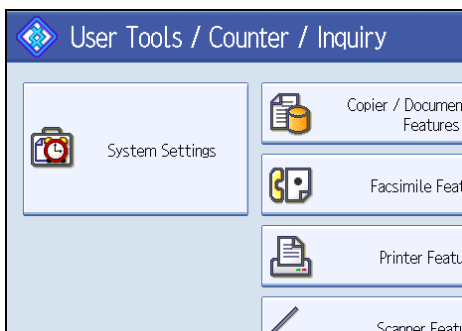 User Tools / Counter / Inquiry
System Settings
Copier / Documen
Features
Facsimile Feat
Printer Featu
Scanner Featu